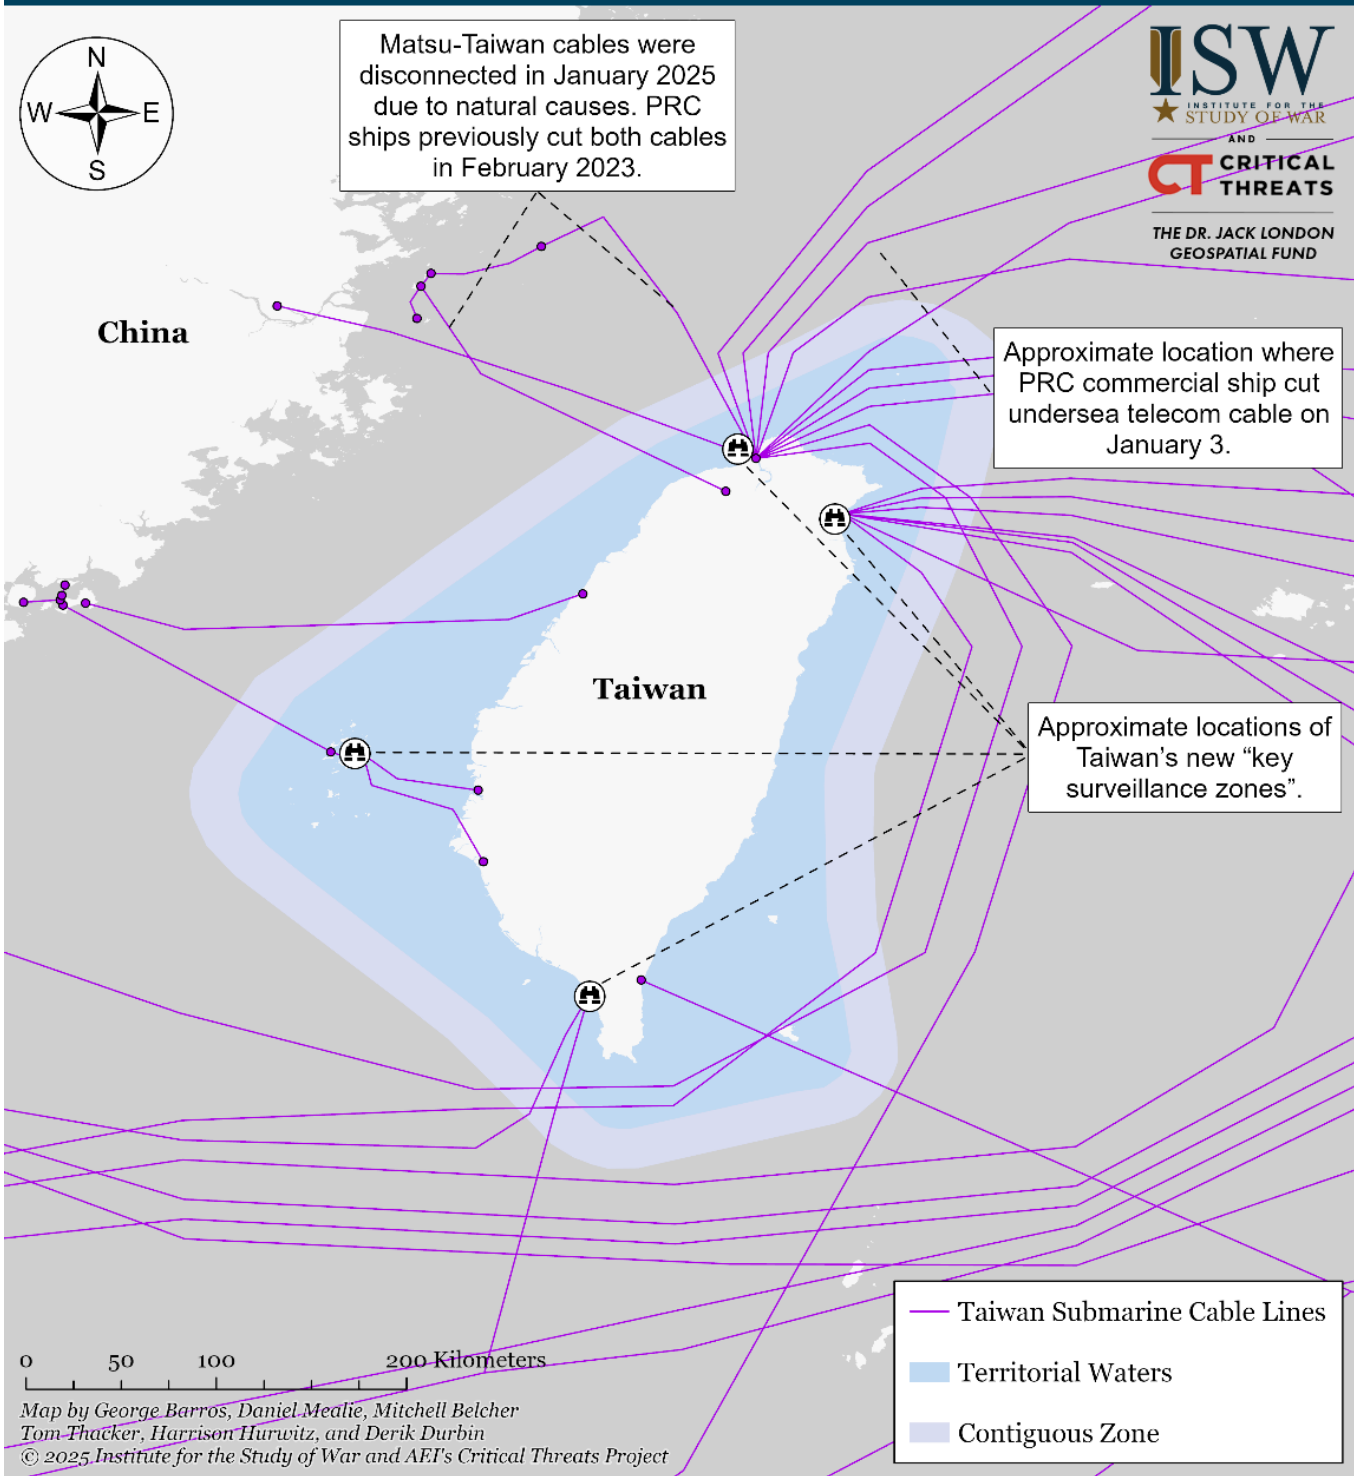 N
W
E
S
Matsu-Taiwan cables were
disconnected in January 2025
due to natural causes. PRC
ships previously cut both cables
in February 2023.
ISW
INSTITUTE FOR THE
STUDY OF WAR
AND
CT CRITICAL
THREATS
THE DR. JACK LONDON
GEOSPATIAL FUND
China
Approximate location where
PRC commercial ship cut
undersea telecom cable on
January 3.
Taiwan
Approximate locations of
Taiwan's new “key
surveillance zones”.
Taiwan Submarine Cable Lines
Territorial Waters
Contiguous Zone
0 50 100 200 Kilometers
Map by George Barros, Daniel Mealie, Mitchell Belcher
Tom Thacker, Harrison Hurwitz, and Derik Durbin
© 2025 Institute for the Study of War and AEI's Critical Threats Project